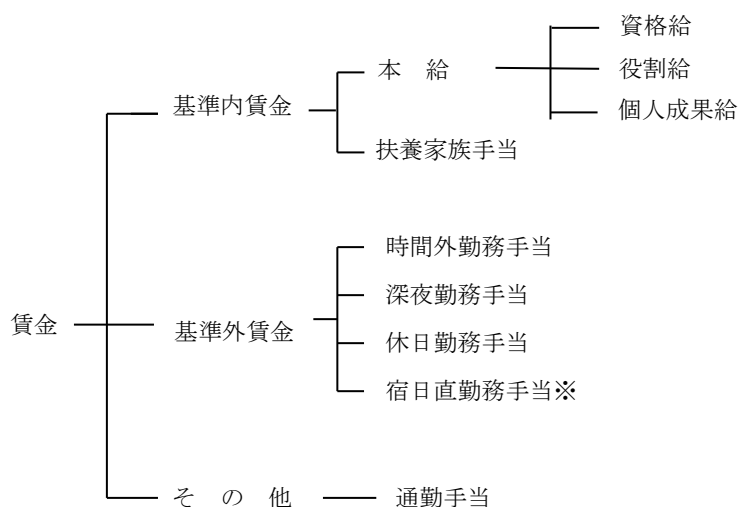 資格給
本　給
役割給
基準内賃金
個人成果給
扶養家族手当
時間外勤務手当
深夜勤務手当
賃金
基準外賃金
休日勤務手当
宿日直勤務手当※
そ　の　他
通勤手当